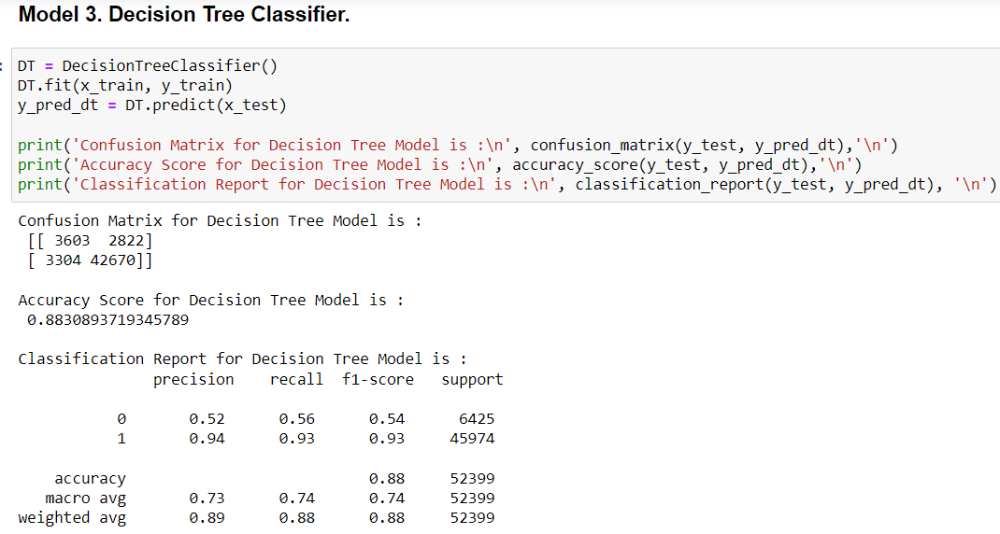 Model 3. Decision Tree Classifier.
: DT = DecisionTreeClassifier()
DT.fit(x_train, y_train)
y_pred_dt = DT.predict(x_test)
print('Confusion Matrix for Decision Tree Model is :\n', confusion_matrix(y_test, y_pred_dt),'\n')
print('Accuracy Score for Decision Tree Model is :\n', accuracy_score(y_test, y_pred_dt),'\n')
print('Classification Report for Decision Tree Model is :\n', classification_report(y_test, y_pred_dt), '\n')
Confusion Matrix for Decision Tree Model is :
[[ 3603  2822]
[ 3304 42670]]
Accuracy Score for Decision Tree Model is :
0.8830893719345789
Classification Report for Decision Tree Model is :
precision    recall  f1-score   support
0       0.52      0.56      0.54      6425
1       0.94      0.93      0.93     45974
accuracy                           0.88     52399
macro avg       0.73      0.74      0.74     52399
weighted avg       0.89      0.88      0.88     52399